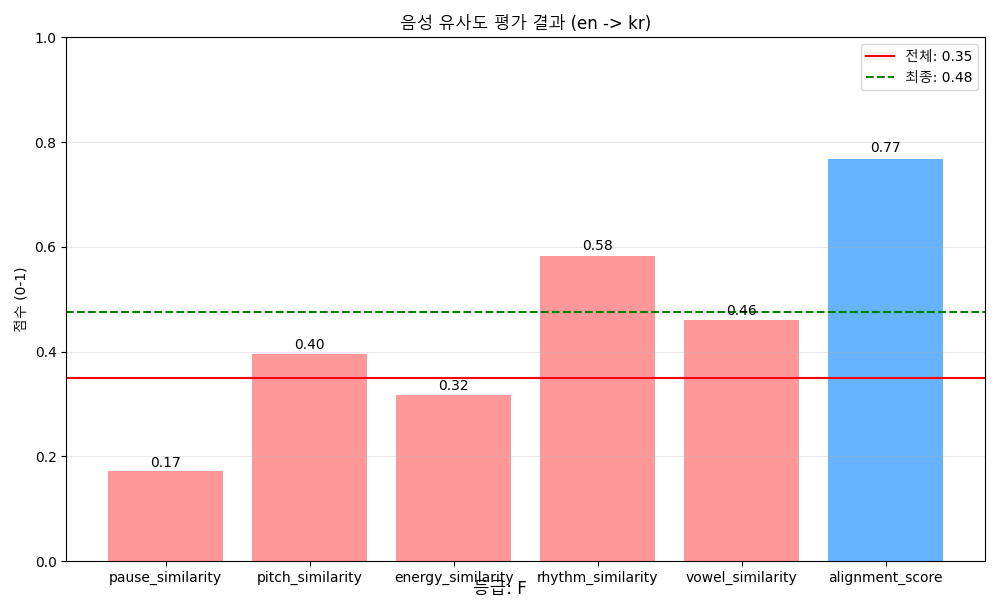 음성 유사도 평가 결과 (en -> kr)
전체: 0.35
최종: 0.48
점수 (0-1)
1.0
0.8
0.6
0.4
0.2
0.0
0.17
0.40
0.32
0.58
0.46
0.77
pause_similarity pitch_similarity energy_similarity rhythm_similarity vowel_similarity alignment_score
등급: F